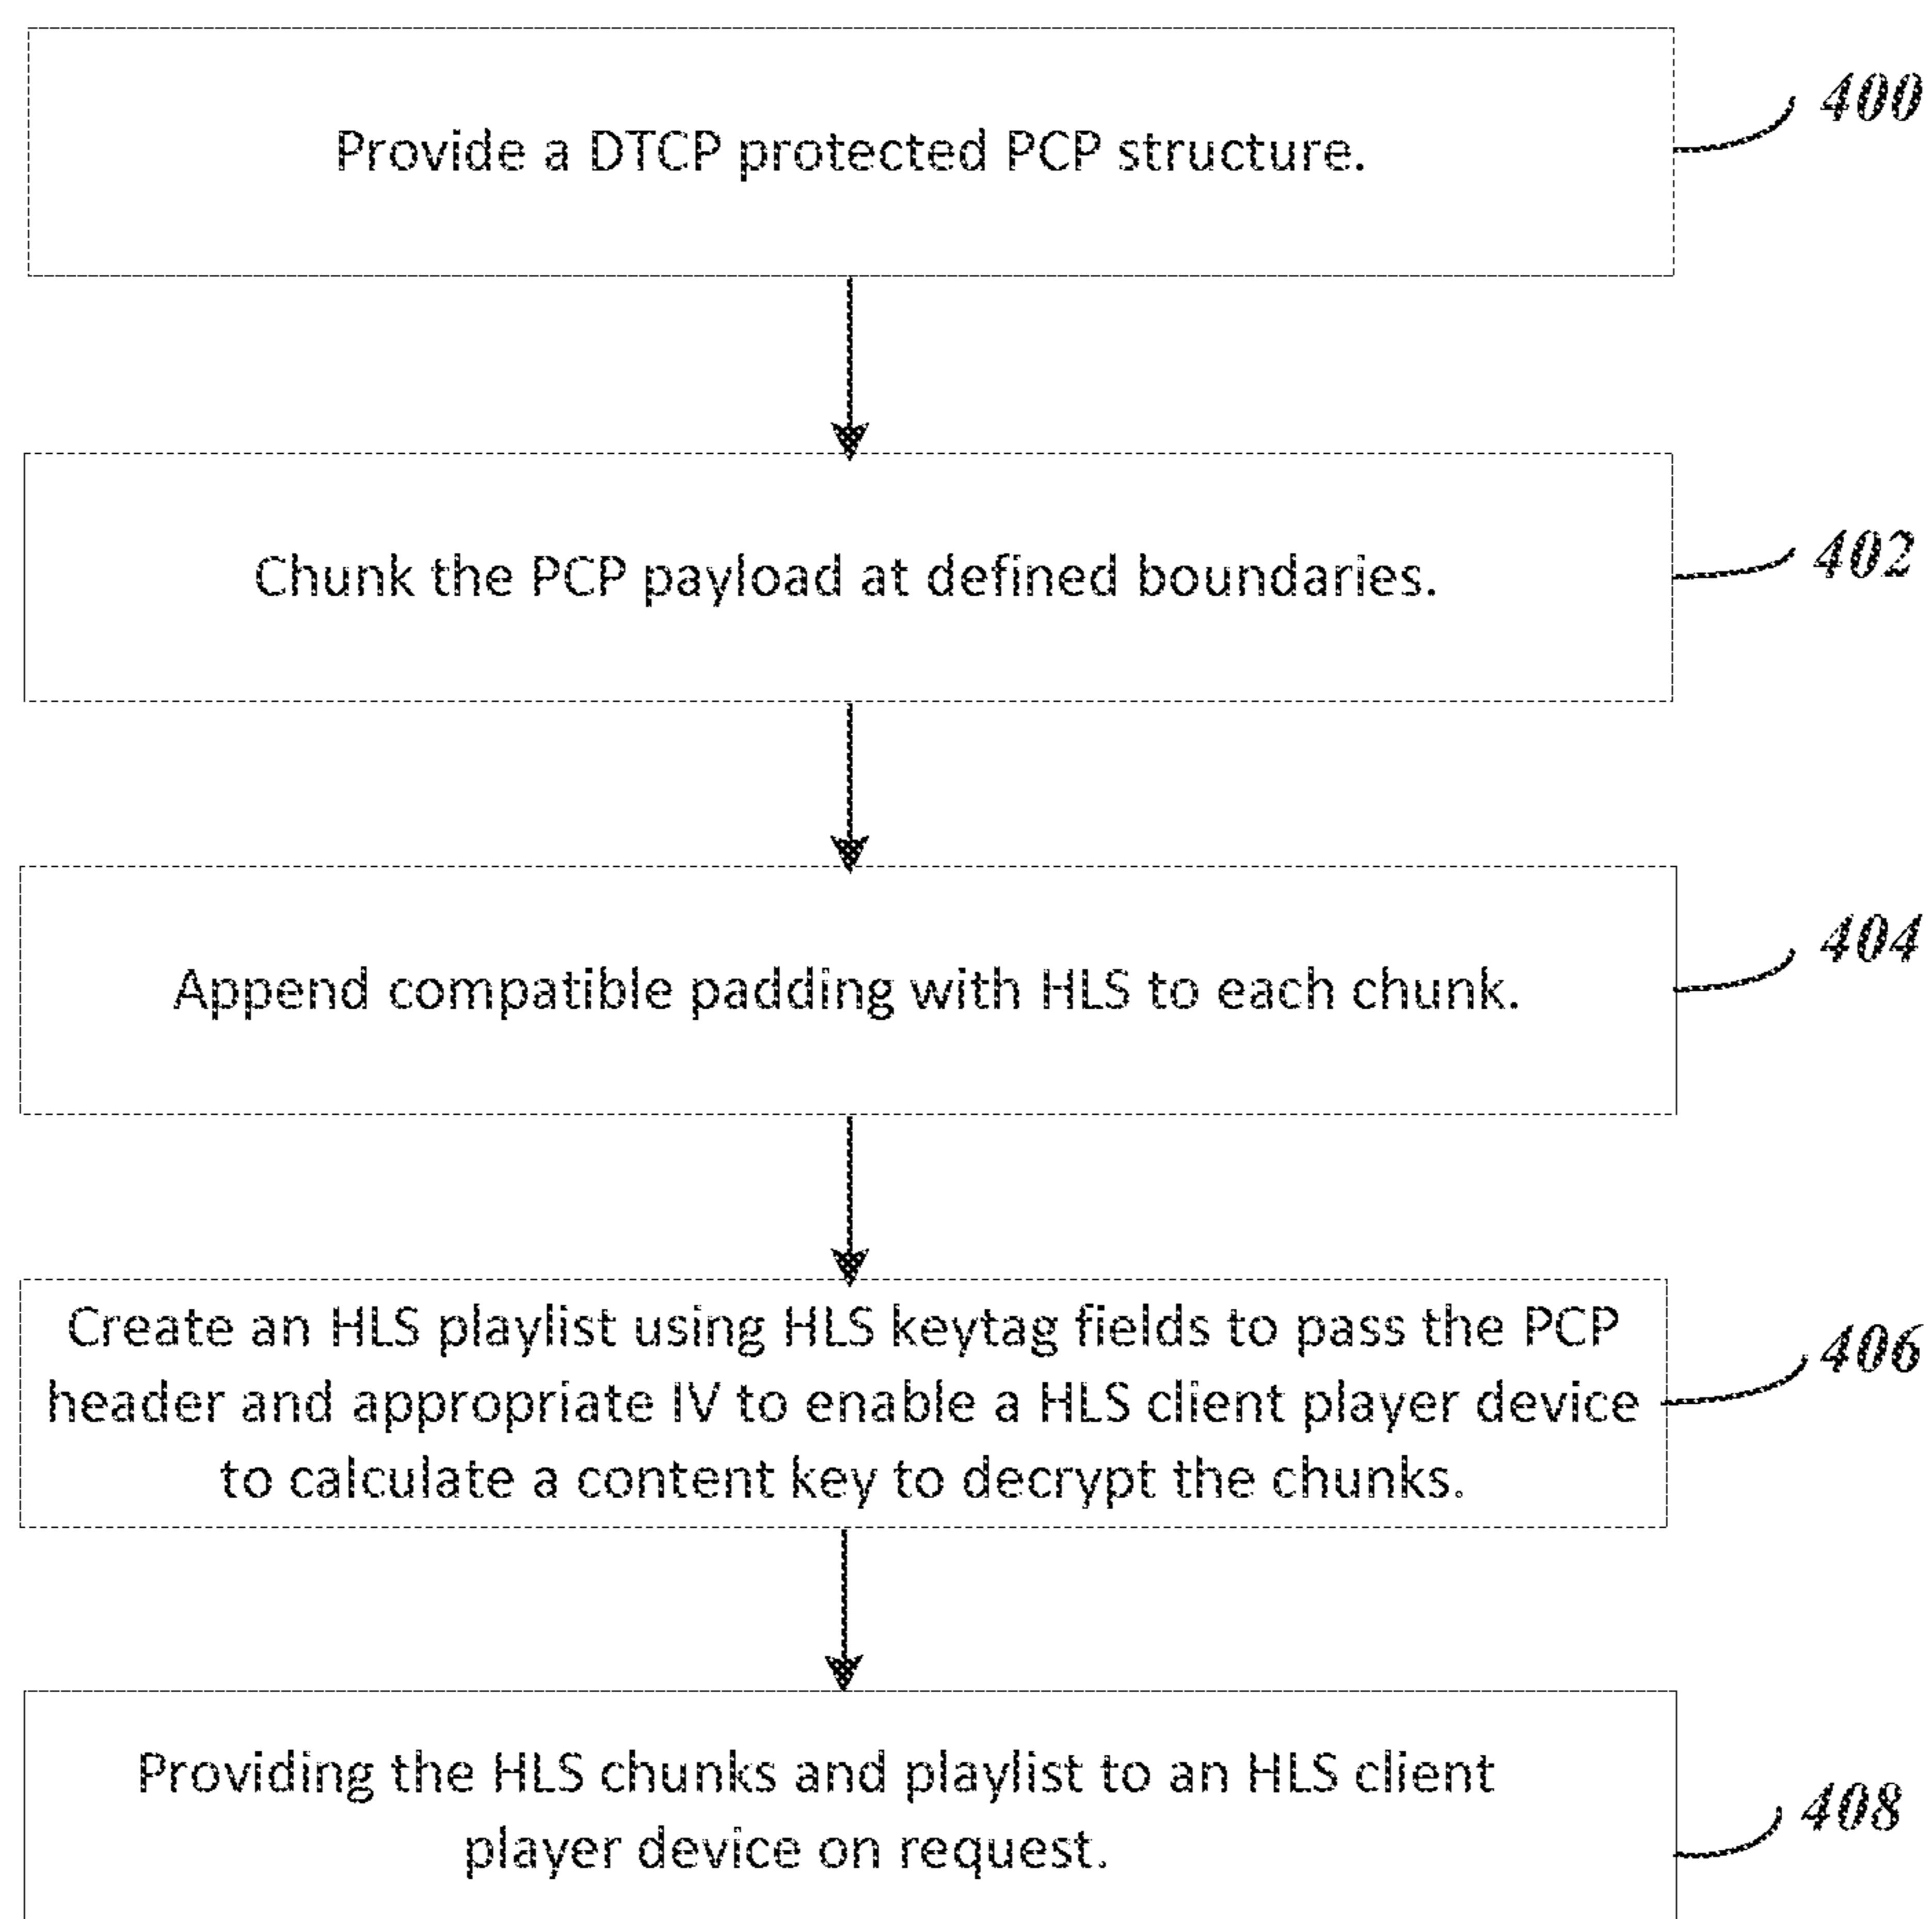 Provide a DTCP protected PCP structure.
400
Chunk the PCP payload at defined boundaries.
402
Append compatible padding with HLS to each chunk.
404
Create an HLS playlist using HLS keytag fields to pass the PCP
header and appropriate IV to enable a HLS client player device
to calculate a content key to decrypt the chunks.
406
Providing the HLS chunks and playlist to an HLS client
player device on request.
408